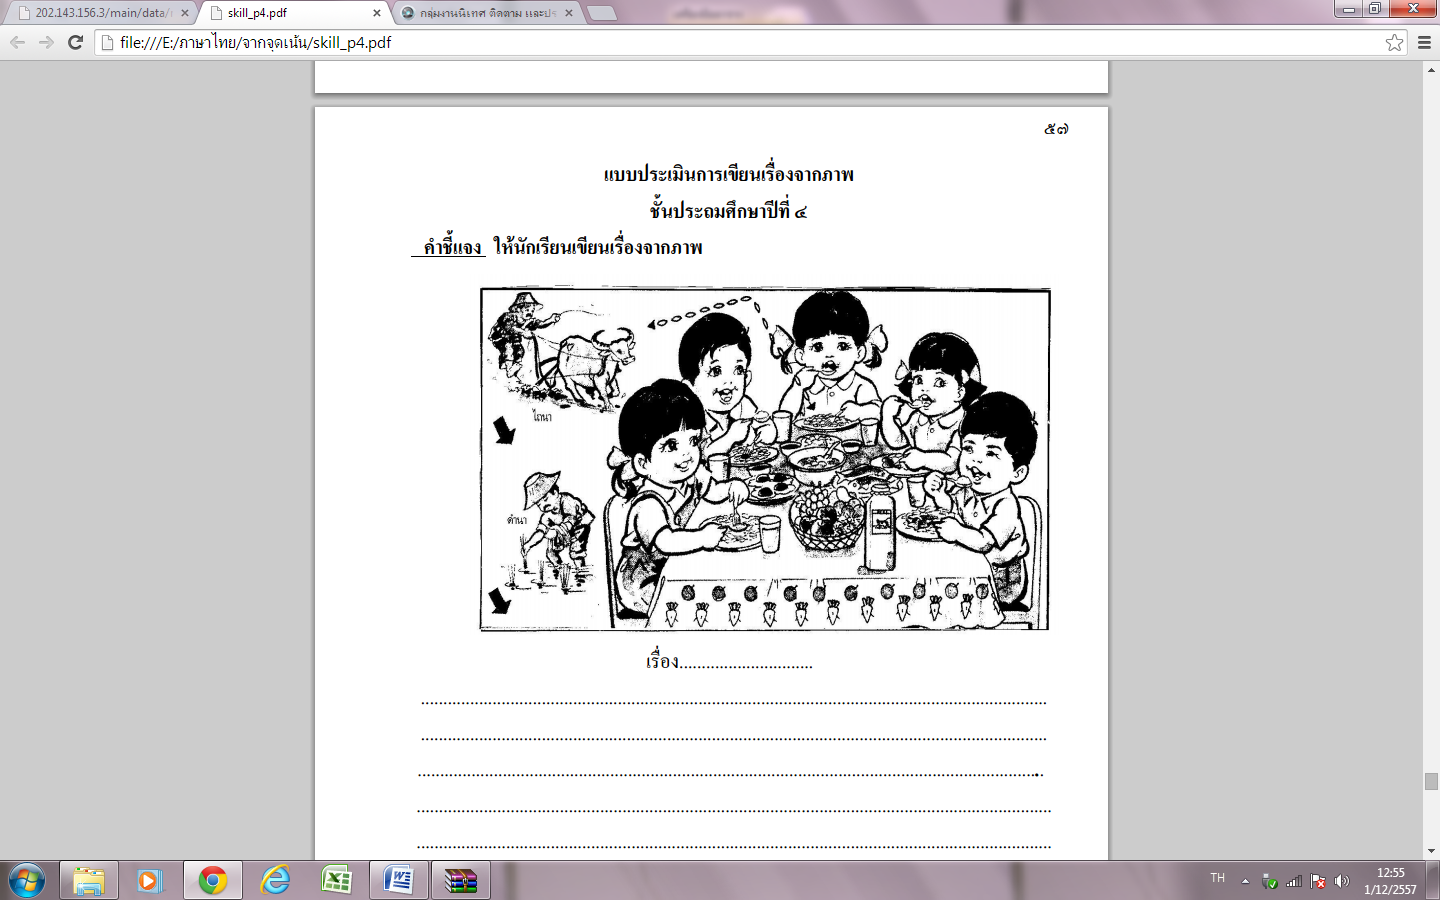 202.143.156.3/main/data/
skill_p4.pdf
กลุ่มงานนิเทศ ติดตาม และประ
file:///E:/ภาษาไทย/จากจุดเน้น/skill_p4.pdf
๕๗
แบบประเมินการเขียนเรื่องจากภาพ
ชั้นประถมศึกษาปีที่ ๔
คำชี้แจง ให้นักเรียนเขียนเรื่องจากภาพ
ไถนา
ดำนา
เรื่อง..............................
TH
12:55
1/12/2557